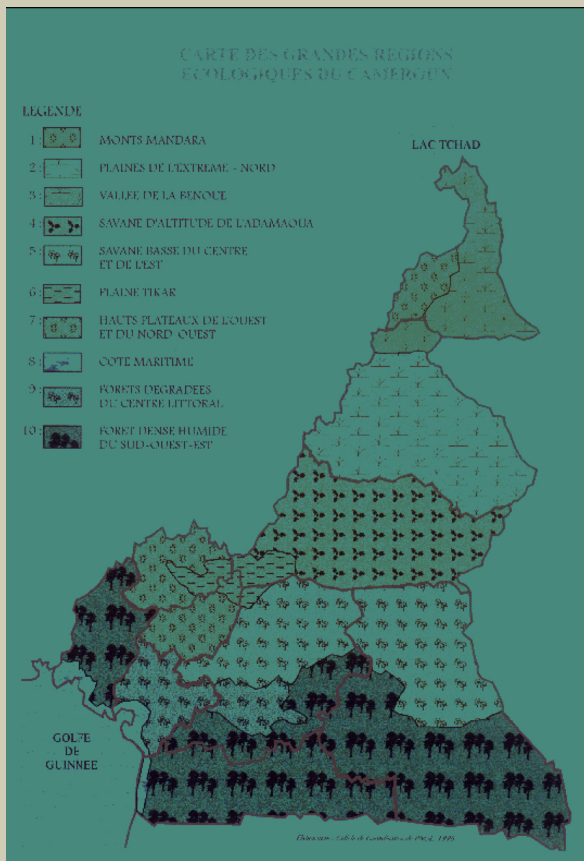 CARTE DES GRANDES REGIONS
ECOLOGIQUES DU CAMEROUN
LEGENDE
1 : MONTS MANDARA
2 : PLAINES DE L'EXTREME - NORD
3 : VALLEE DE LA BENOUE
4 : SAVANE D'ALTITUDE DE L'ADAMAOUA
5 : SAVANE BASSE DU CENTRE
ET DE L'EST
6 : PLAINE TIKAR
7 : HAUTS PLATEAUX DE L'OUEST
ET DU NORD-OUEST
8 : COTE MARITIME
9 : FORETS DEGRADEES
DU CENTRE LITTORAL
10 : FORET DENSE HUMIDE
DU SUD-OUEST-EST
LAC TCHAD
GOLFE
DE
GUINNEE